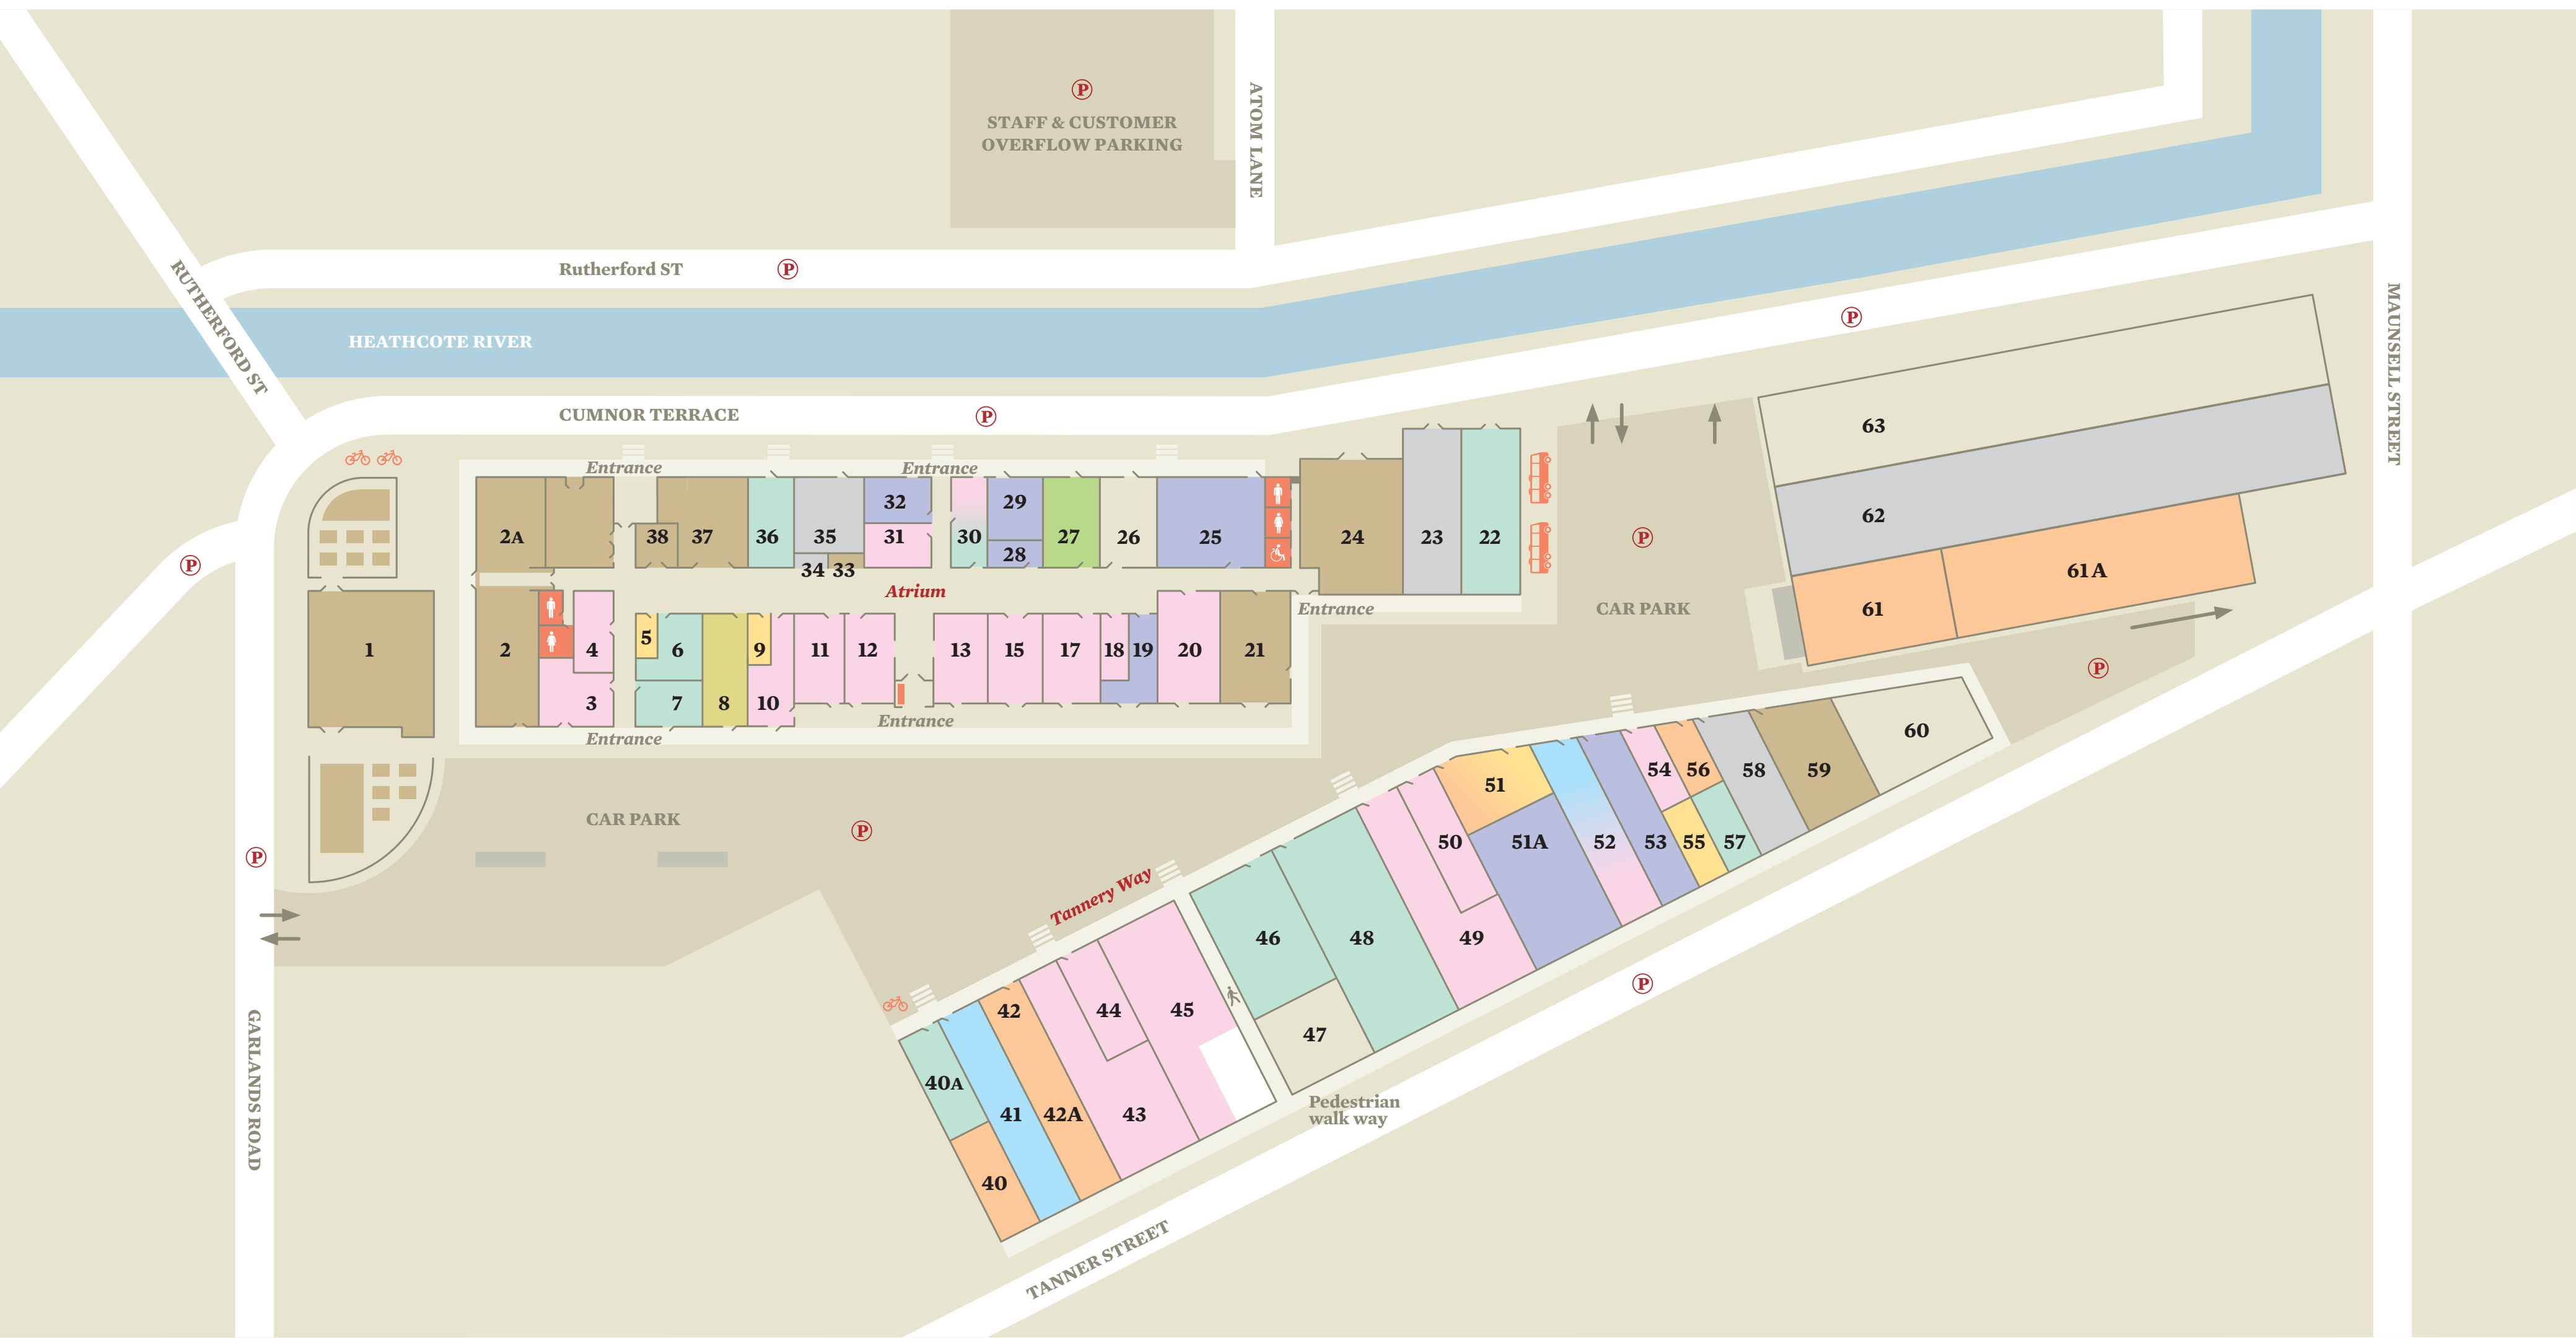 P
STAFF & CUSTOMER
OVERFLOW PARKING
ATOM LANE
RUTHERFORD ST
Rutherford ST
P
HEATHCOTE RIVER
P
MAUNSELL STREET
CUMNOR TERRACE
P
63
62
61
61A
Entrance
Entrance
2A
38
37
36
35
34
33
32
31
30
29
28
27
26
25
24
23
22
P
P
Atrium
CAR PARK
Entrance
1
2
4
3
5
6
7
8
9
10
11
12
13
15
17
18
19
20
21
Entrance
Entrance
P
CAR PARK
P
P
51
54
56
58
59
60
50
51A
52
53
55
57
Tannery Way
46
48
49
P
42
44
45
47
40A
41
42A
43
40
Pedestrian
walk way
GARLANDS ROAD
TANNER STREET